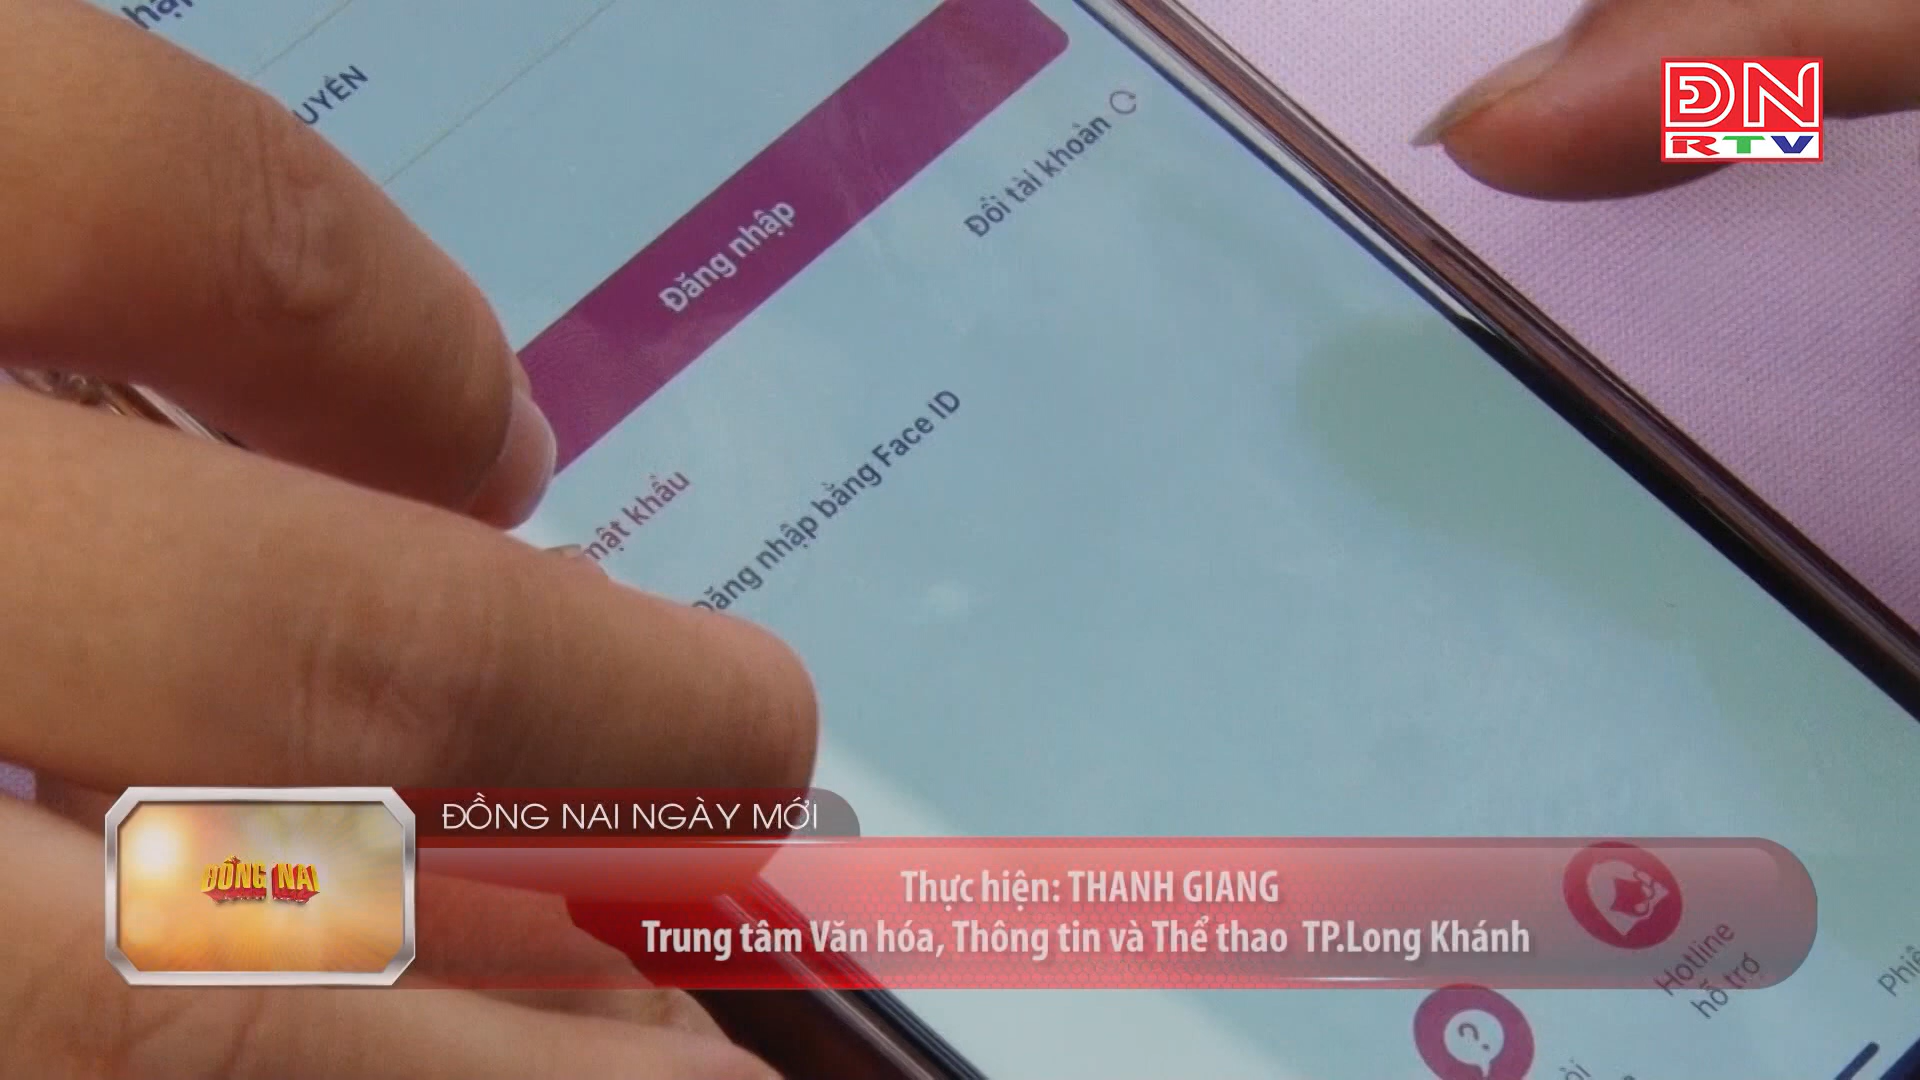 UYÊN
Đăng nhập
Đổi tài khoản
mật khẩu
Đăng nhập bằng Face ID
ĐN
RTV
ĐỒNG NAI NGÀY MỚI
ĐỒNG NAI
Thực hiện: THANH GIANG
Trung tâm Văn hóa, Thông tin và Thể thao TP.Long Khánh
Hotline
hỗ trợ